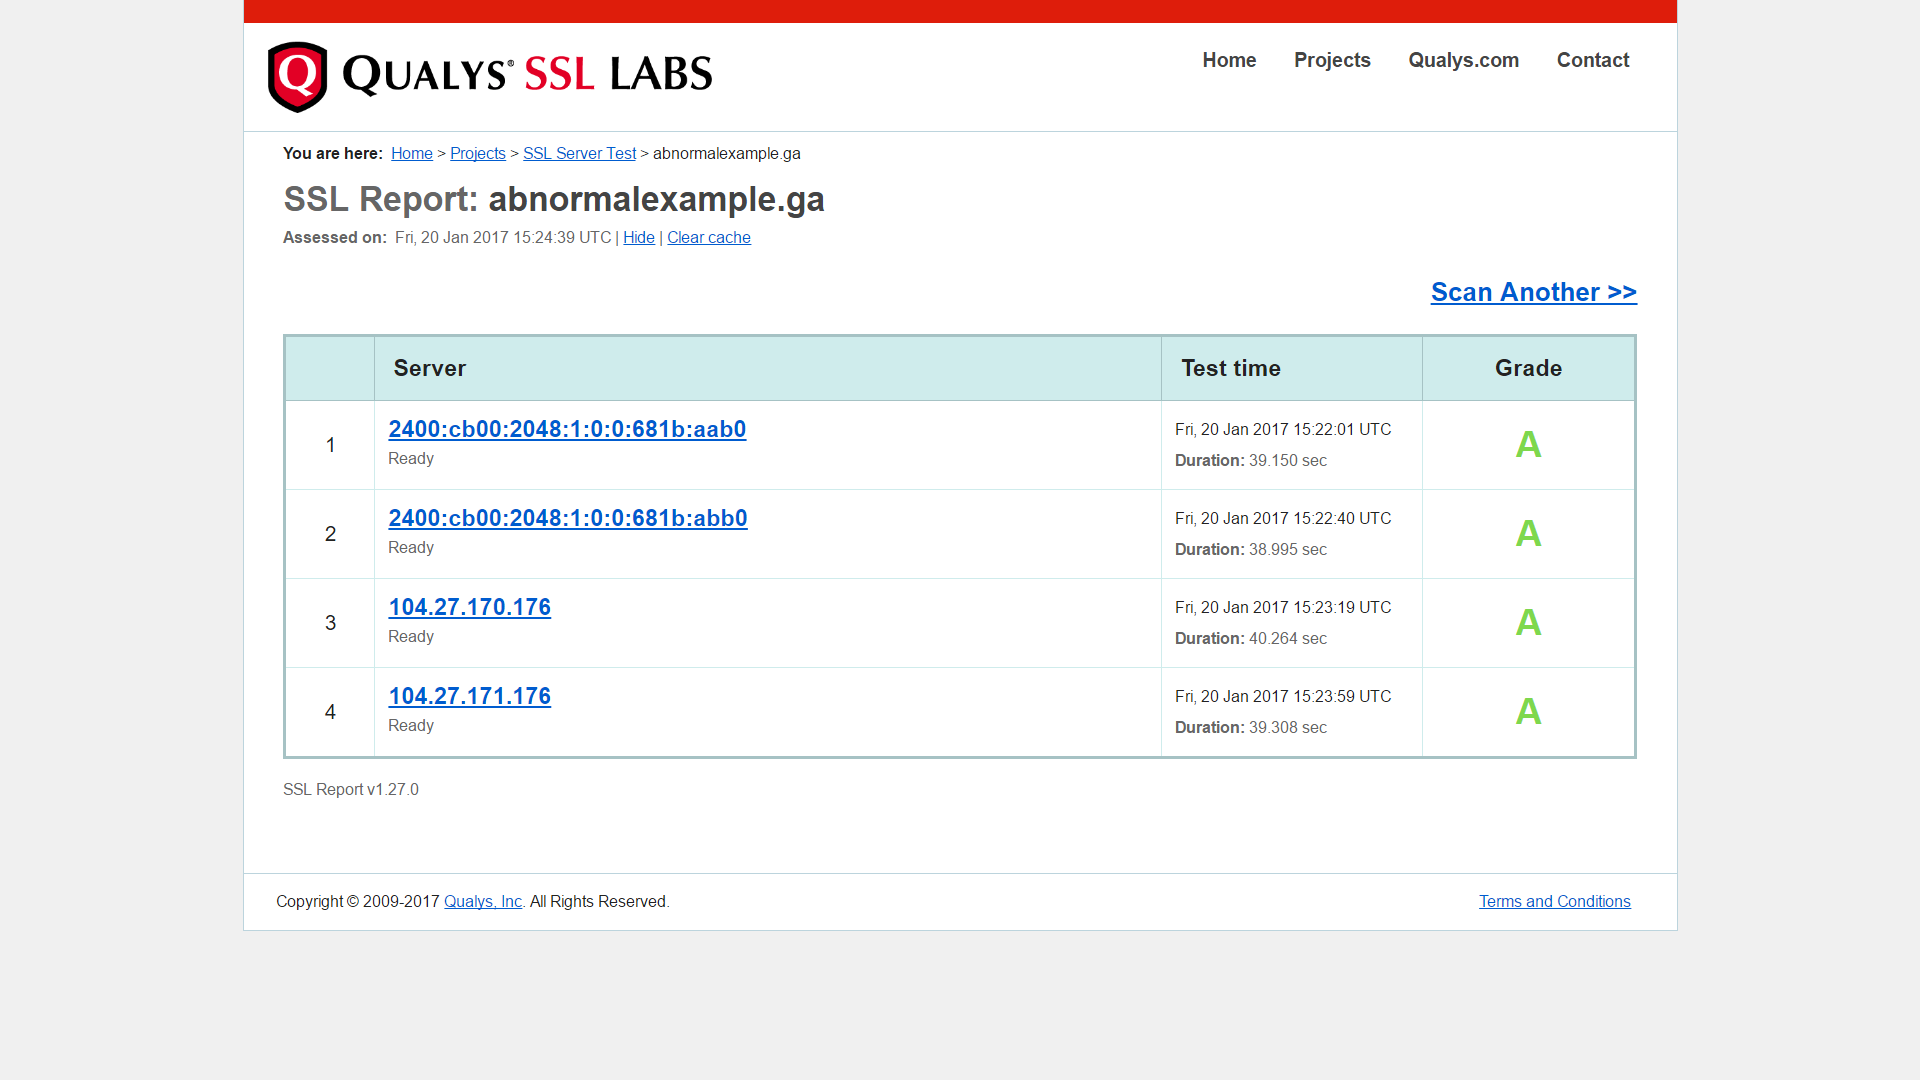 QUALYS® SSL LABS
Home Projects Qualys.com Contact
You are here: Home > Projects > SSL Server Test > abnormalexample.ga
SSL Report: abnormalexample.ga
Assessed on: Fri, 20 Jan 2017 15:24:39 UTC | Hide | Clear cache
Scan Another >>
Server Test time Grade
1 2400:cb00:2048:1:0:0:681b:aab0 Fri, 20 Jan 2017 15:22:01 UTC A
Ready Duration: 39.150 sec
2 2400:cb00:2048:1:0:0:681b:abb0 Fri, 20 Jan 2017 15:22:40 UTC A
Ready Duration: 38.995 sec
3 104.27.170.176 Fri, 20 Jan 2017 15:23:19 UTC A
Ready Duration: 40.264 sec
4 104.27.171.176 Fri, 20 Jan 2017 15:23:59 UTC A
Ready Duration: 39.308 sec
SSL Report v1.27.0
Copyright © 2009-2017 Qualys, Inc. All Rights Reserved. Terms and Conditions